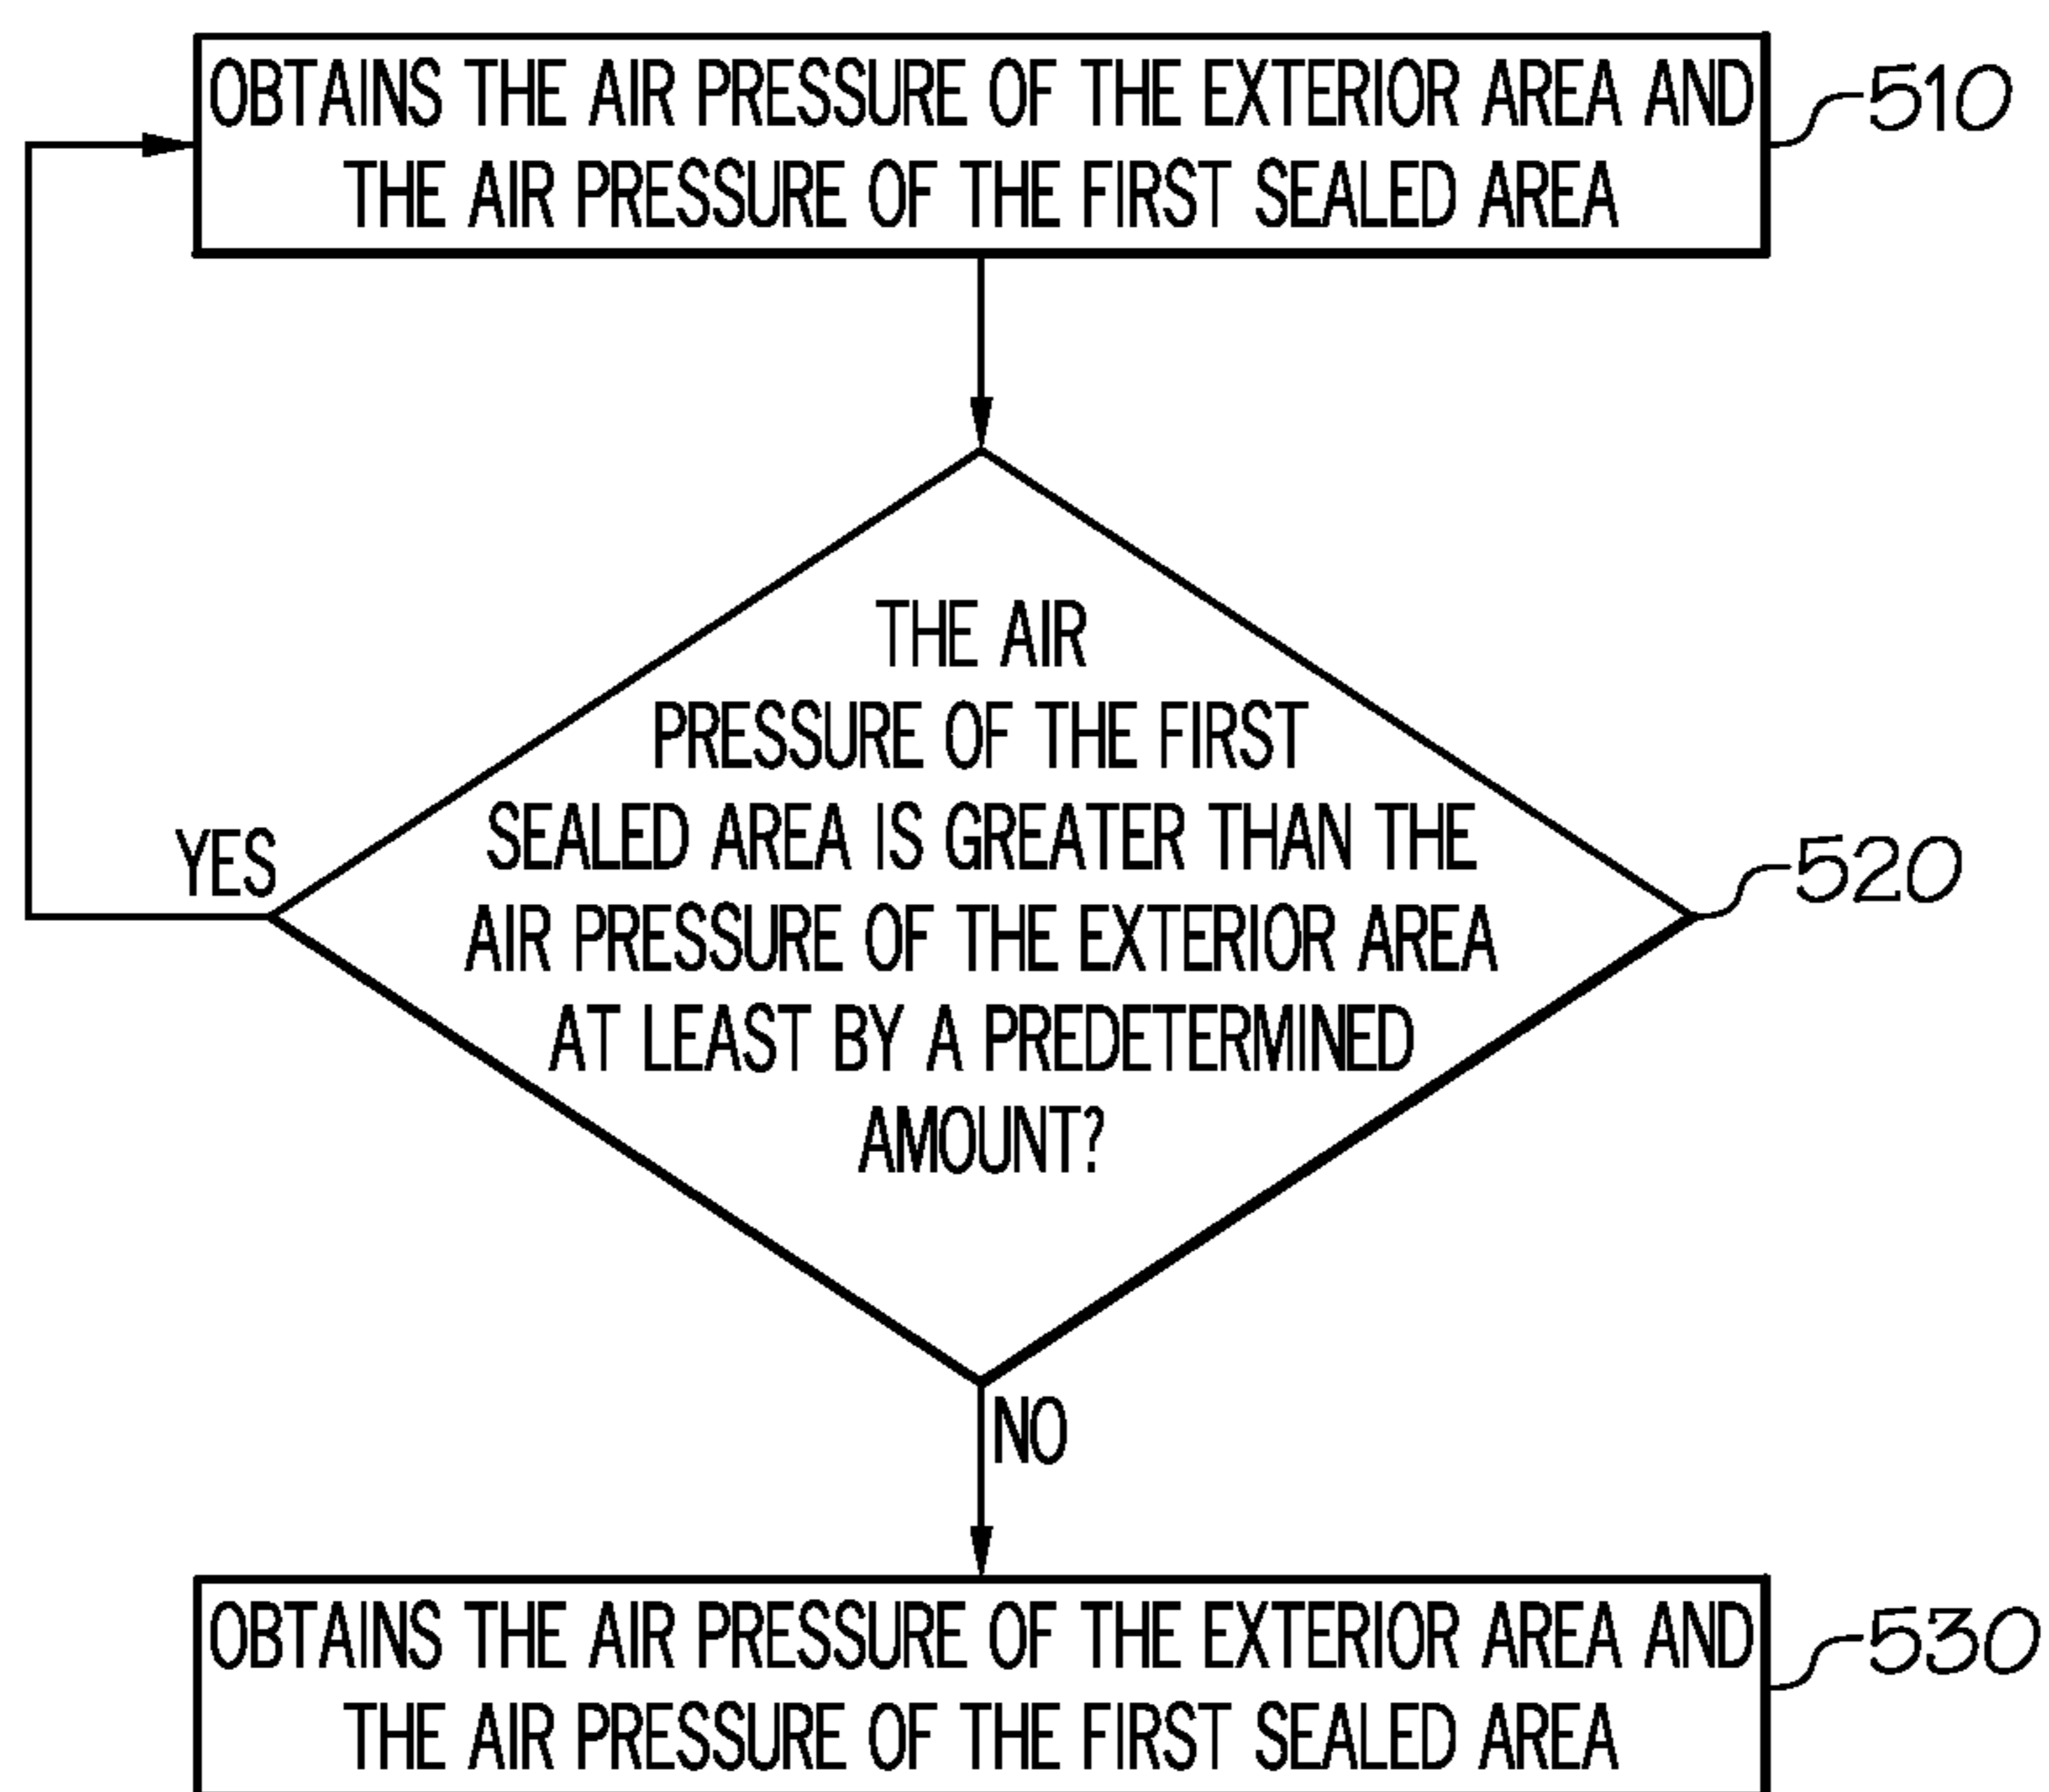 OBTAINS THE AIR PRESSURE OF THE EXTERIOR AREA AND
THE AIR PRESSURE OF THE FIRST SEALED AREA
510
THE AIR
PRESSURE OF THE FIRST
SEALED AREA IS GREATER THAN THE
AIR PRESSURE OF THE EXTERIOR AREA
AT LEAST BY A PREDETERMINED
AMOUNT?
YES
520
NO
OBTAINS THE AIR PRESSURE OF THE EXTERIOR AREA AND
THE AIR PRESSURE OF THE FIRST SEALED AREA
530